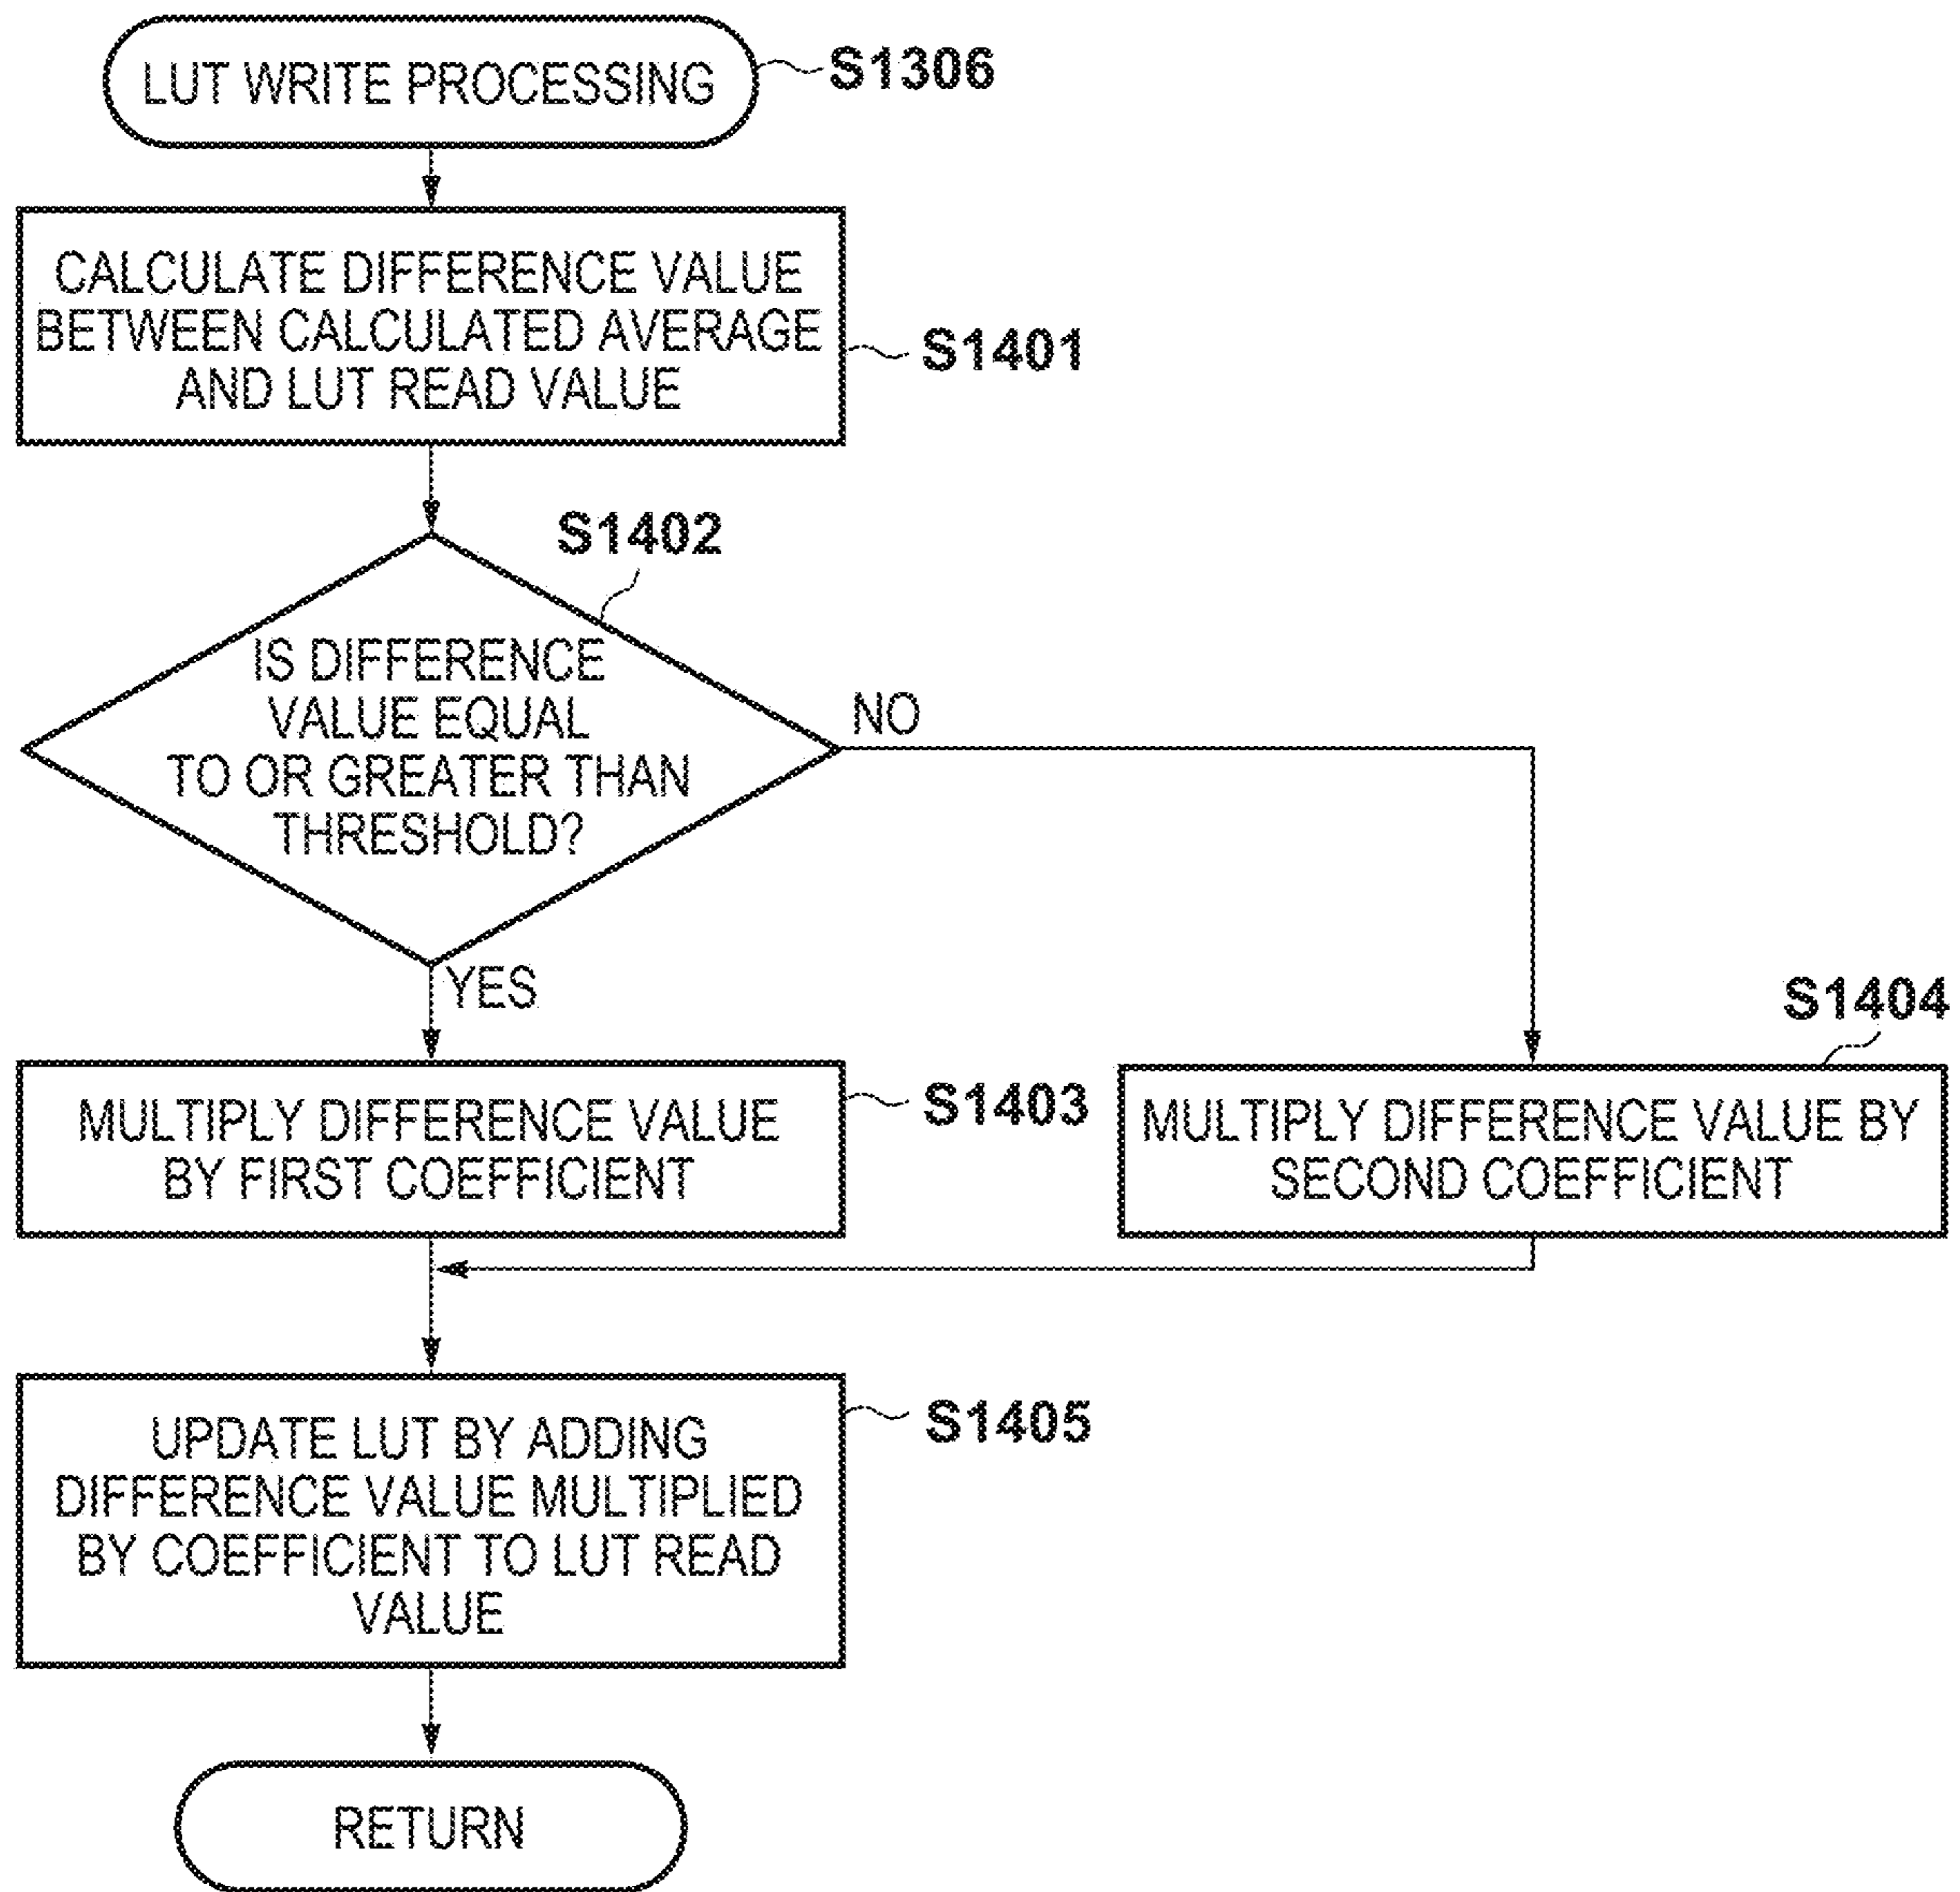 LUT WRITE PROCESSING
S1306
CALCULATE DIFFERENCE VALUE
BETWEEN CALCULATED AVERAGE
AND LUT READ VALUE
S1401
S1402
IS DIFFERENCE
VALUE EQUAL
TO OR GREATER THAN
THRESHOLD?
NO
YES
MULTIPLY DIFFERENCE VALUE
BY FIRST COEFFICIENT
S1403
S1404
MULTIPLY DIFFERENCE VALUE BY
SECOND COEFFICIENT
UPDATE LUT BY ADDING
DIFFERENCE VALUE MULTIPLIED
BY COEFFICIENT TO LUT READ
VALUE
S1405
RETURN